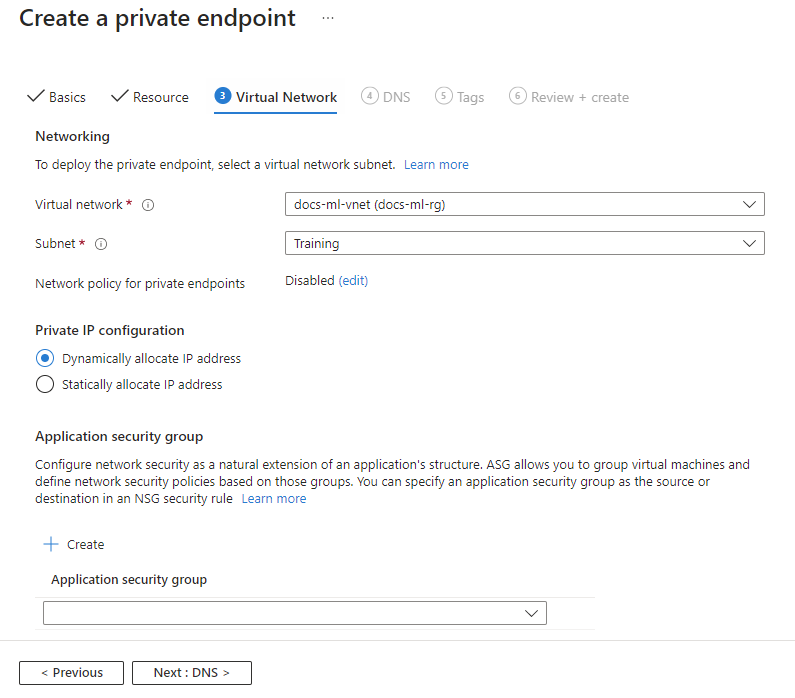 Create a private endpoint ...
Basics Resource 3 Virtual Network 4 DNS 5 Tags 6 Review + create
Networking
To deploy the private endpoint, select a virtual network subnet. Learn more
Virtual network * docs-ml-vnet (docs-ml-rg)
Subnet * Training
Network policy for private endpoints Disabled (edit)
Private IP configuration
Dynamically allocate IP address
Statically allocate IP address
Application security group
Configure network security as a natural extension of an application's structure. ASG allows you to group virtual machines and
define network security policies based on those groups. You can specify an application security group as the source or
destination in an NSG security rule Learn more
+ Create
Application security group
< Previous Next : DNS >